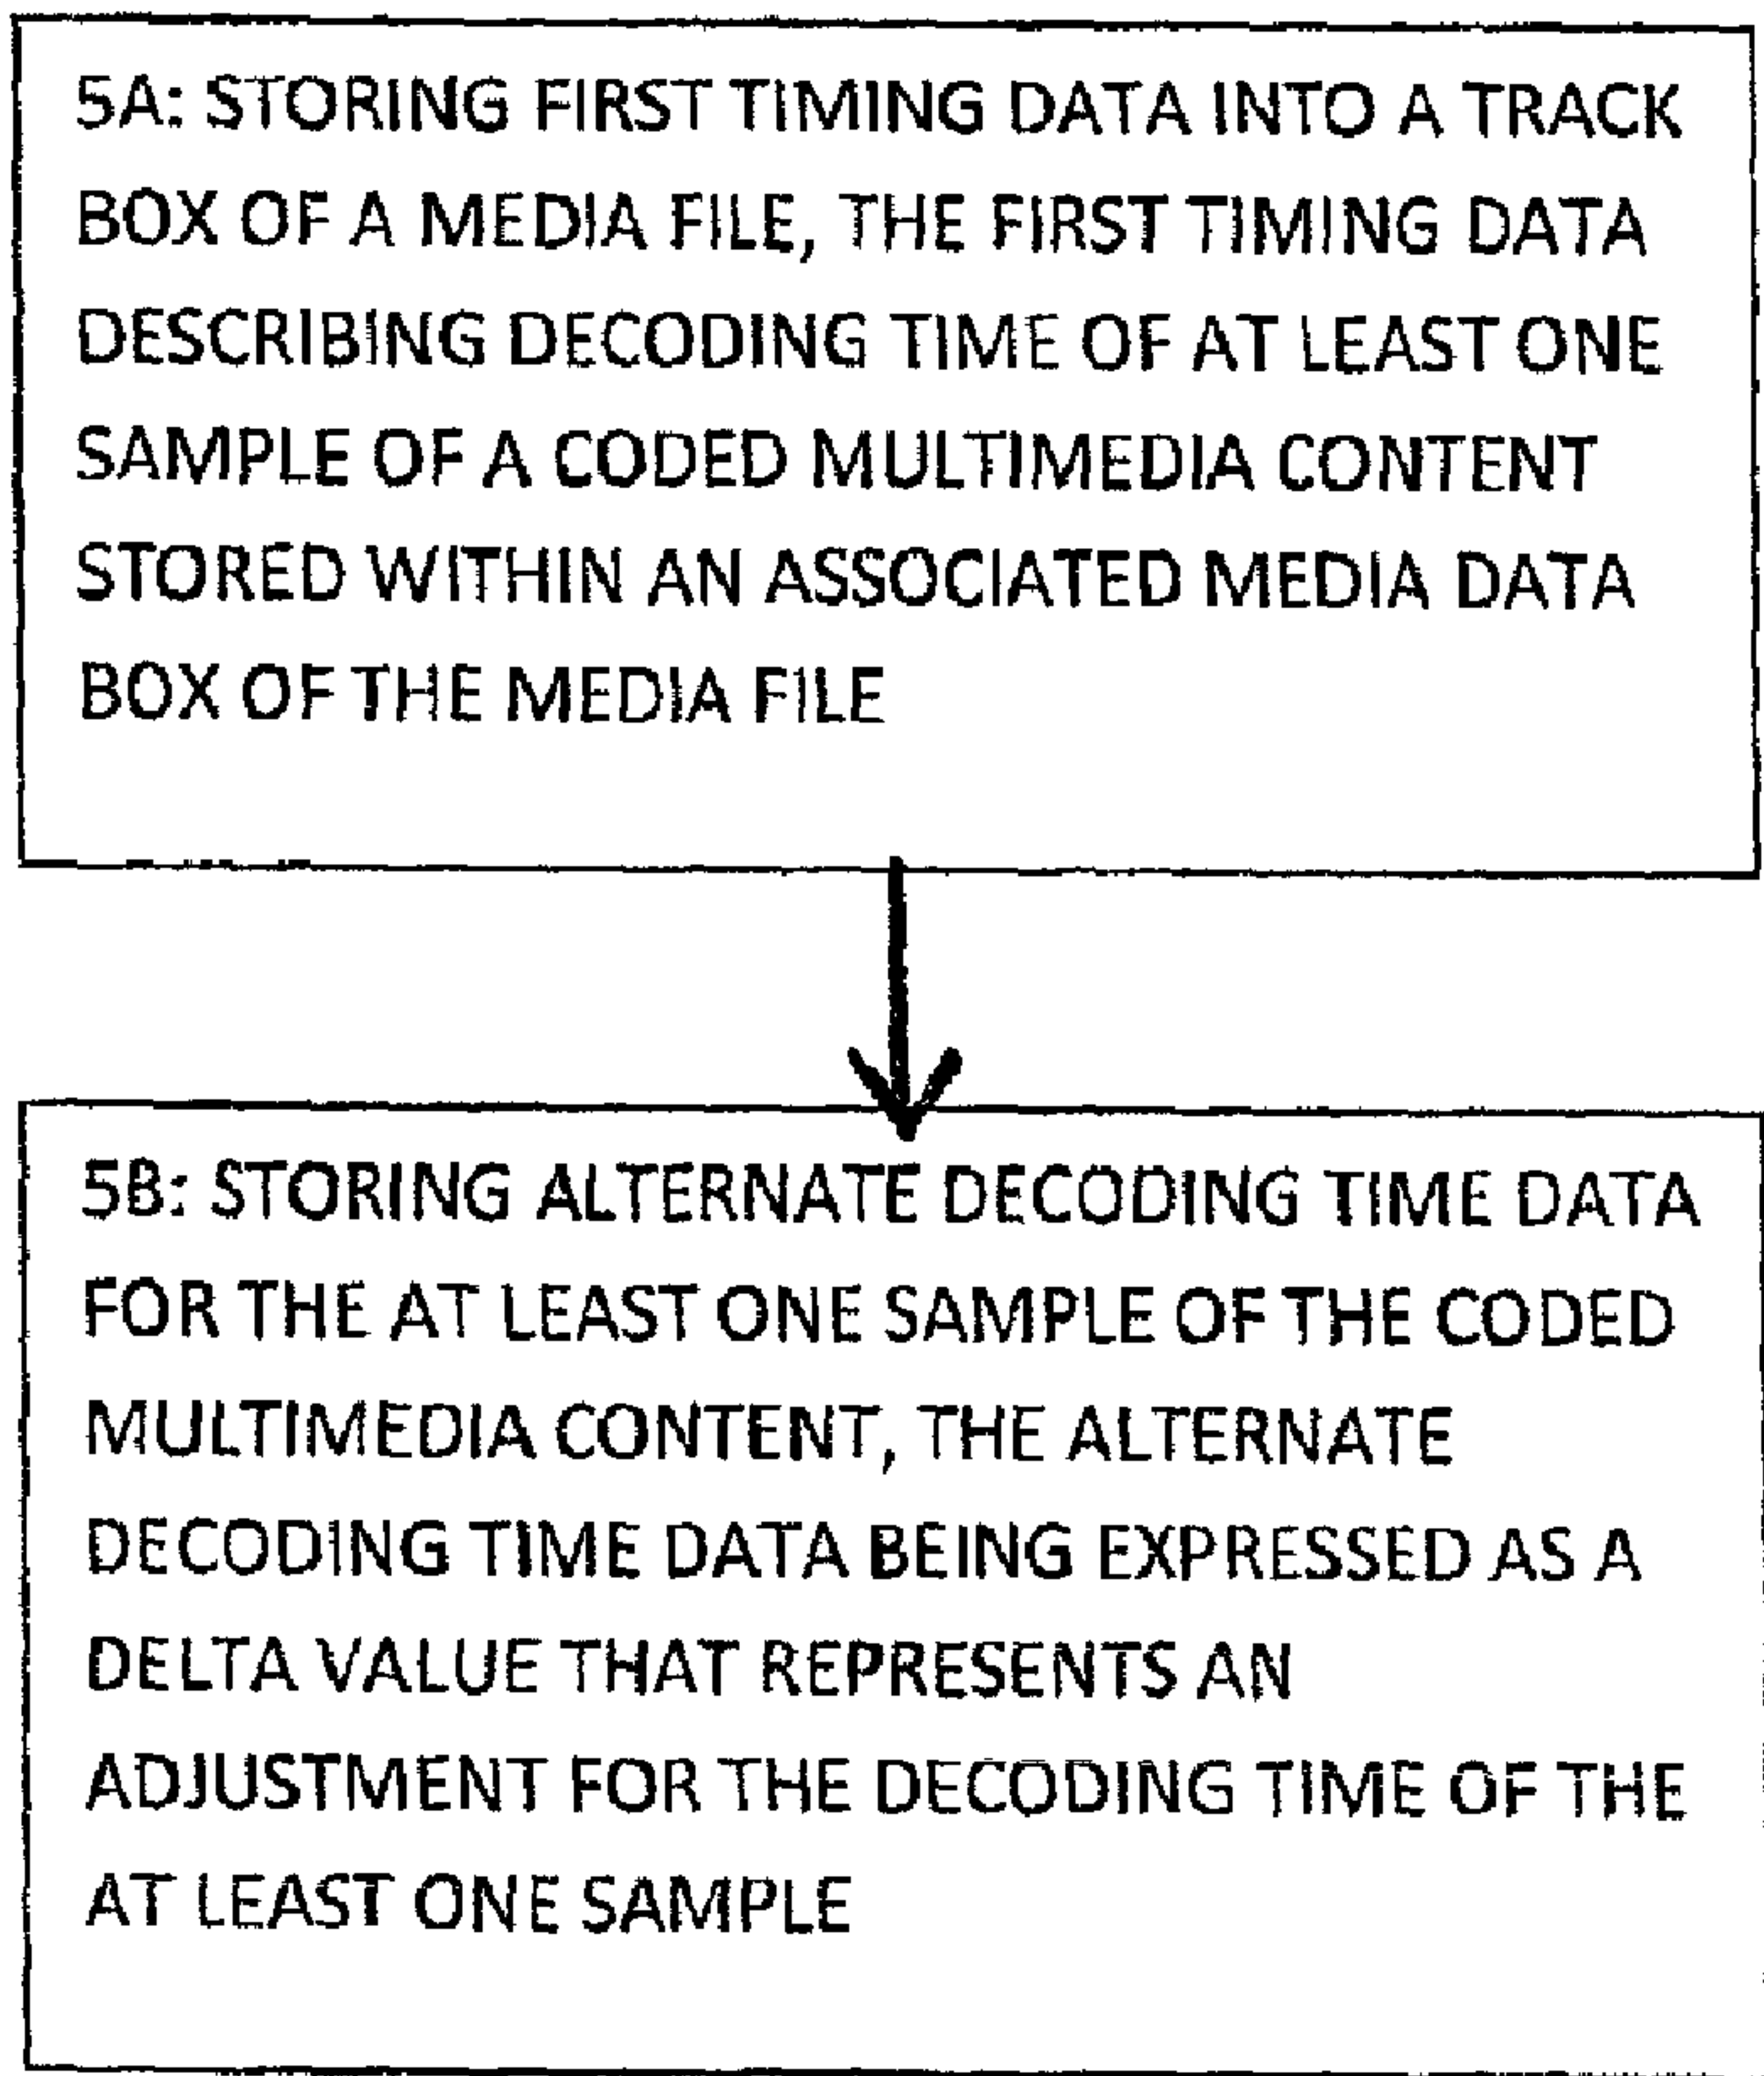 5A: STORING FIRST TIMING DATA INTO A TRACK
BOX OF A MEDIA FILE, THE FIRST TIMING DATA
DESCRIBING DECODING TIME OF AT LEAST ONE
SAMPLE OF A CODED MULTIMEDIA CONTENT
STORED WITHIN AN ASSOCIATED MEDIA DATA
BOX OF THE MEDIA FILE
5B: STORING ALTERNATE DECODING TIME DATA
FOR THE AT LEAST ONE SAMPLE OF THE CODED
MULTIMEDIA CONTENT, THE ALTERNATE
DECODING TIME DATA BEING EXPRESSED AS A
DELTA VALUE THAT REPRESENTS AN
ADJUSTMENT FOR THE DECODING TIME OF THE
AT LEAST ONE SAMPLE